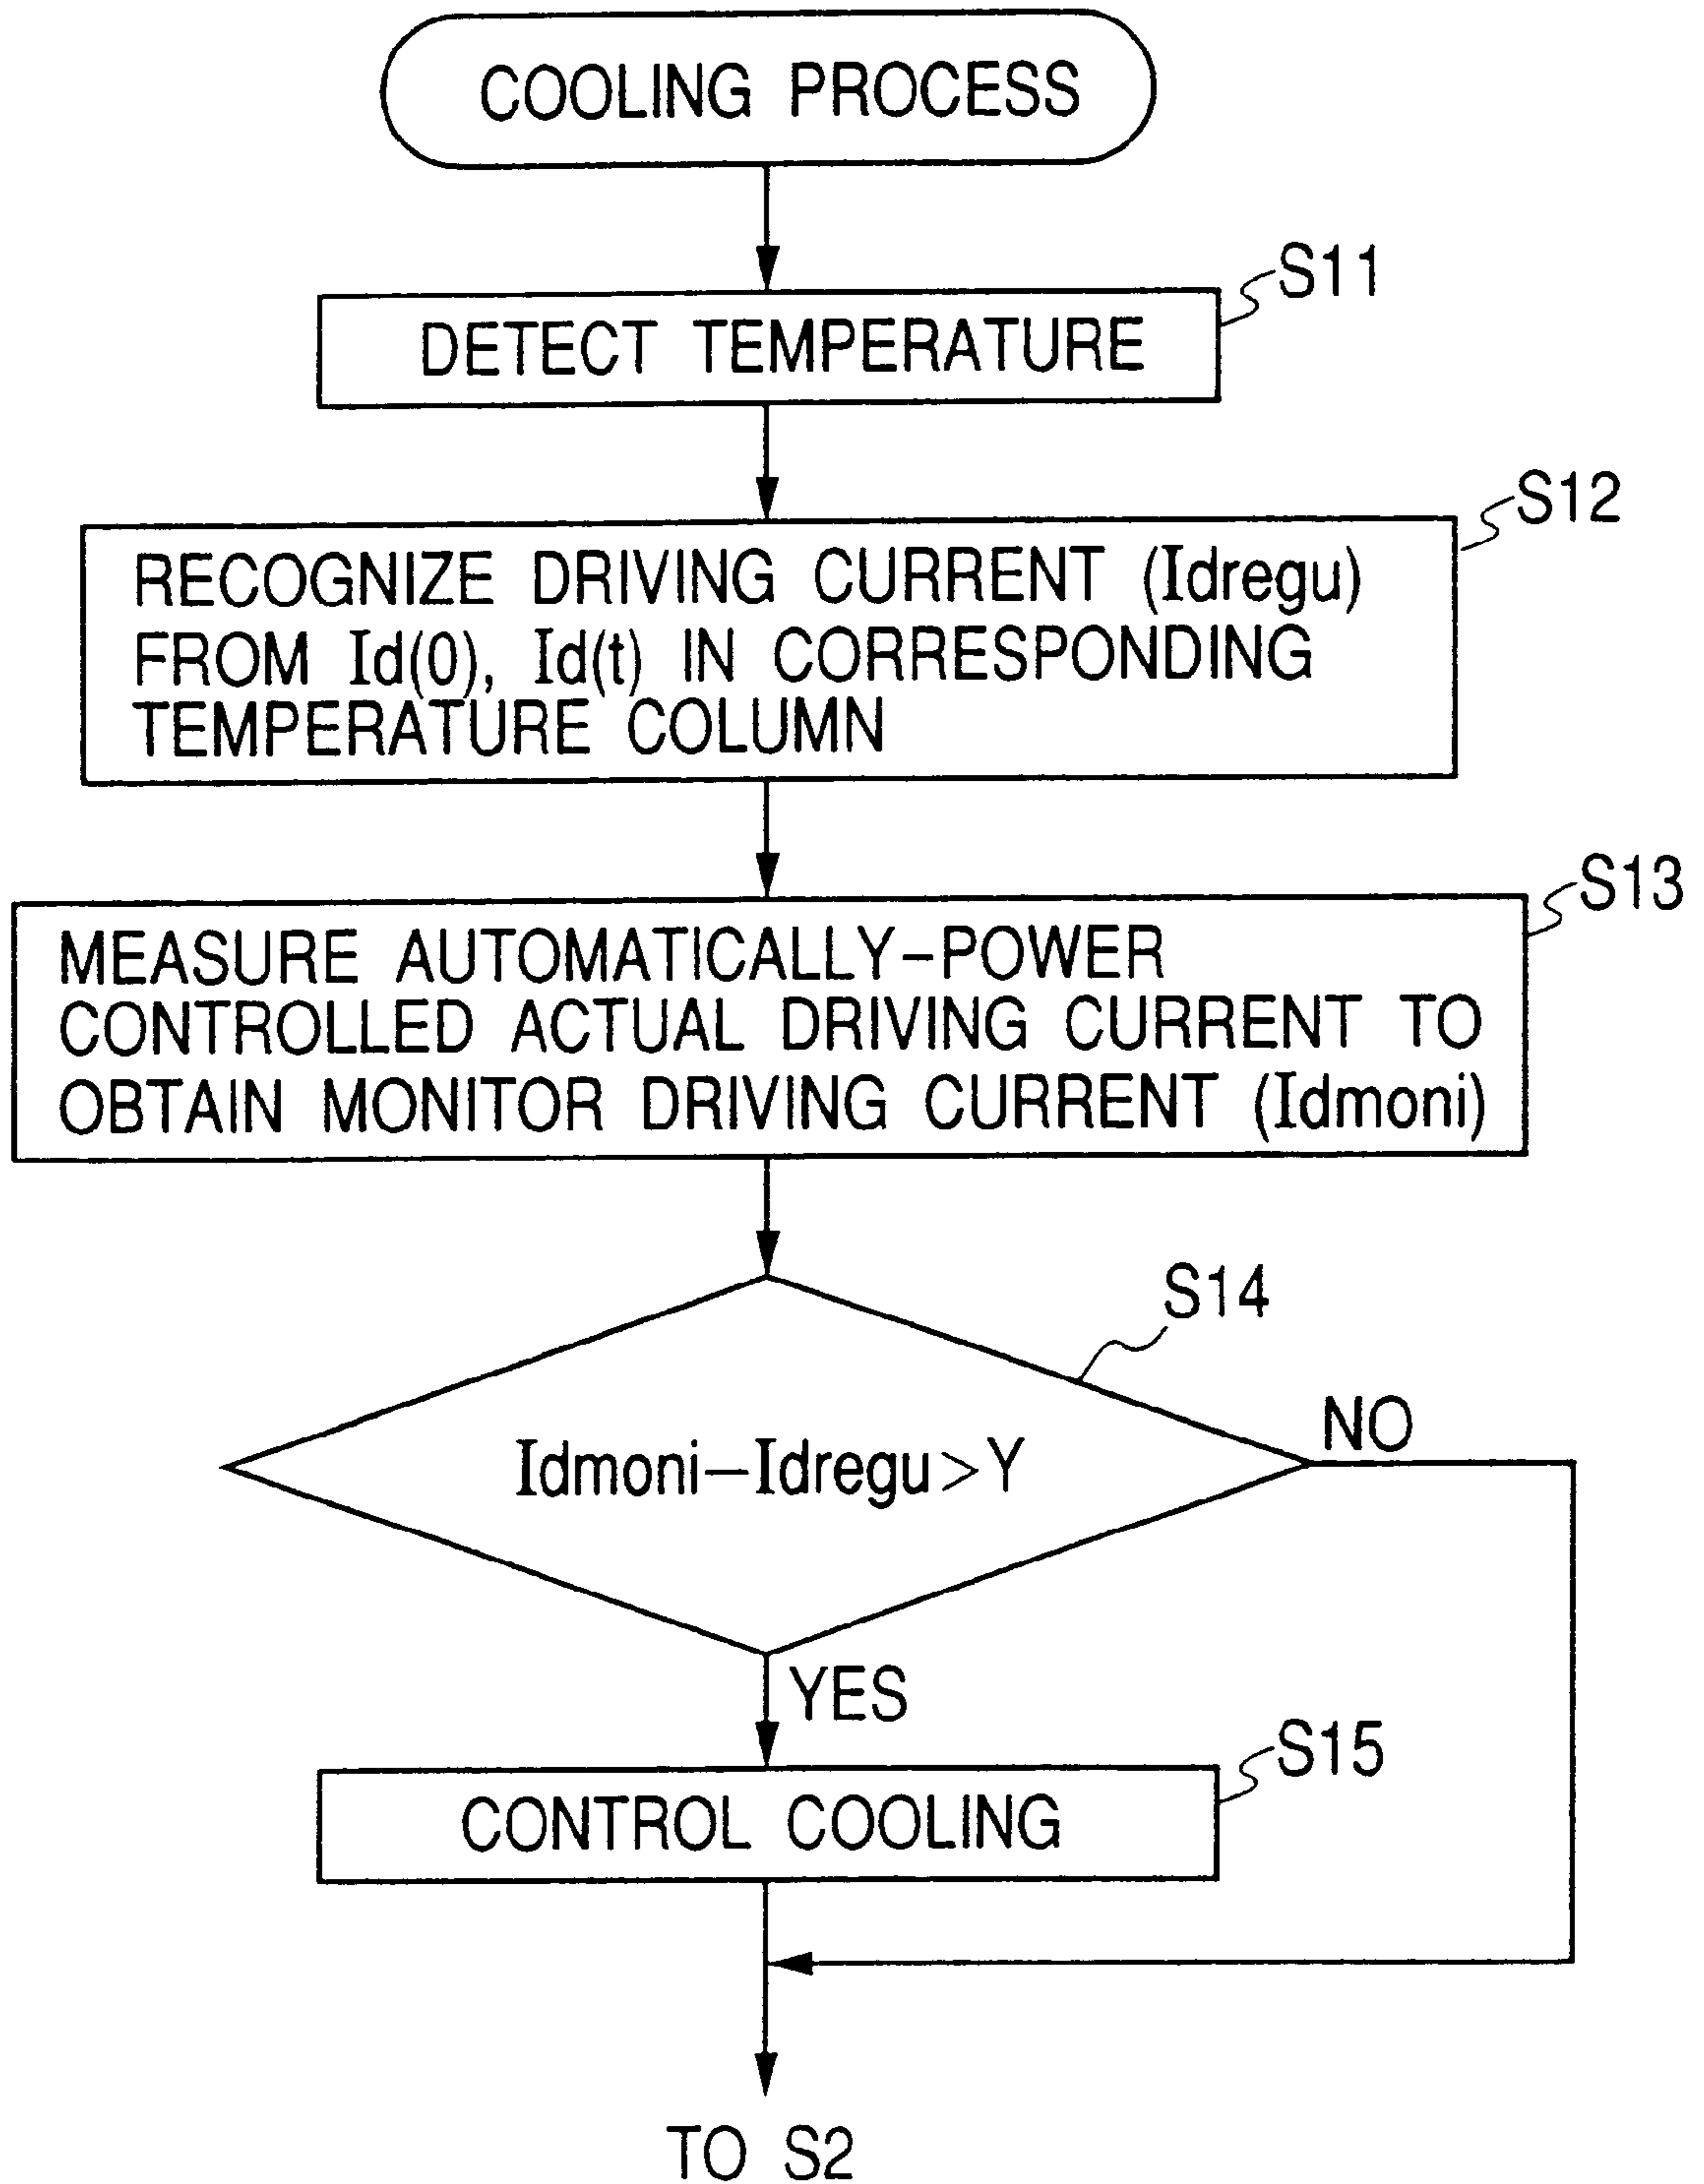 COOLING PROCESS
S11
DETECT TEMPERATURE
S12
RECOGNIZE DRIVING CURRENT (Idregu)
FROM Id(0), Id(t) IN CORRESPONDING
TEMPERATURE COLUMN
S13
MEASURE AUTOMATICALLY-POWER
CONTROLLED ACTUAL DRIVING CURRENT TO
OBTAIN MONITOR DRIVING CURRENT (Idmoni)
S14
NO
Idmoni-Idregu>Y
YES
S15
CONTROL COOLING
TO S2